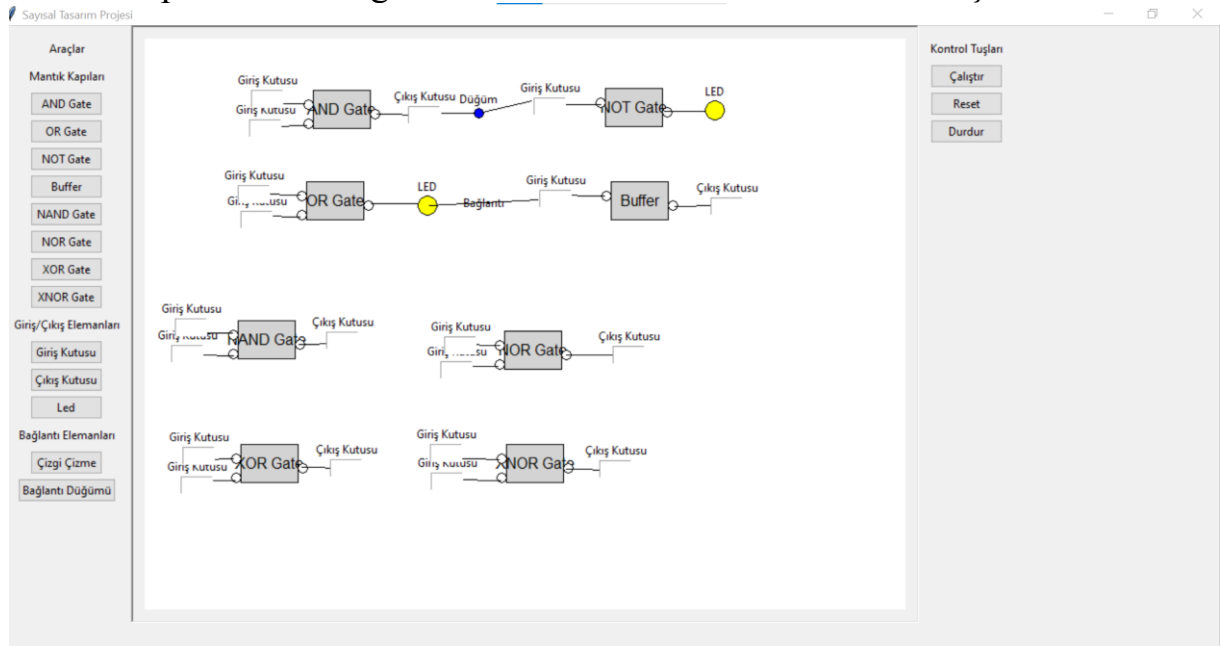 Sayısal Tasarım Projesi
Araçlar
Mantık Kapıları
AND Gate
OR Gate
NOT Gate
Buffer
NAND Gate
NOR Gate
XOR Gate
XNOR Gate
Giriş/Çıkış Elemanları
Giriş Kutusu
Çıkış Kutusu
Led
Bağlantı Elemanları
Çizgi Çizme
Bağlantı Düğümü
Giriş Kutusu
Giriş Kutusu
AND Gate
Çıkış Kutusu
Düğüm
Giriş Kutusu
NOT Gate
LED
Giriş Kutusu
OR Gate
LED
Bağlantı
Giriş Kutusu
Buffer
Çıkış Kutusu
Giriş Kutusu
Giriş Kutusu
NAND Gate
Çıkış Kutusu
Giriş Kutusu
NOR Gate
Çıkış Kutusu
Giriş Kutusu
Giriş Kutusu
XOR Gate
Çıkış Kutusu
Giriş Kutusu
Giriş Kutusu
XNOR Gate
Çıkış Kutusu
Kontrol Tuşları
Çalıştır
Reset
Durdur